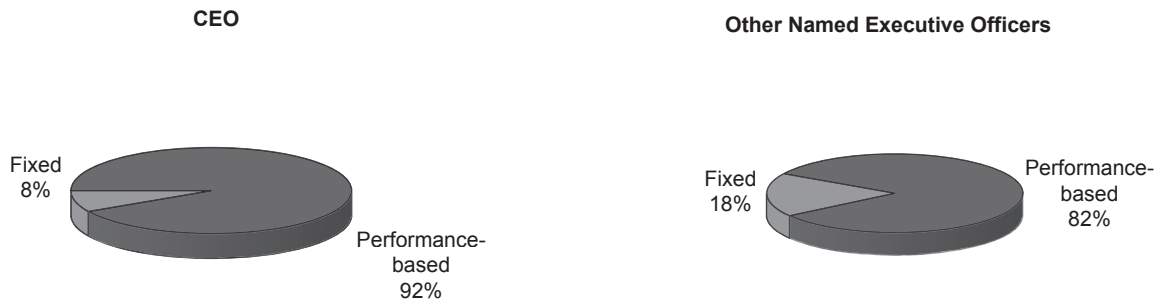 CEO
Fixed
8%
Performance-
based
92%
Other Named Executive Officers
Fixed
18%
Performance-
based
82%